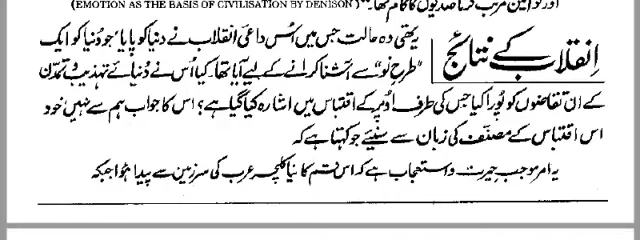 اور قوانین مرتب کرنا صدیوں کا کام تھا۔" (EMOTION AS THE BASIS OF CIVILISATION BY DENISON)
انقلاب کے نتائج
یہ تھی وہ حالت جس میں اُس داعیِ انقلاب نے دنیا کو پایا جو دُنیا کو ایک
"طرحِ نَو" سے آشنا کرانے کے لیے آیا تھا۔ کیا اُس نے دُنیائے تہذیب و تمدّن
کے ان تقاضوں کو پُورا کیا جس کی طرف اُوپر کے اقتباس میں اشارہ کیا گیا ہے؟ اس کا جواب ہم سے نہیں خود
اس اقتباس کے مصنّف کی زبان سے سنیئے جو کہتا ہے کہ
یہ امر موجب حیرت و استعجاب ہے کہ اس قسم کا نیا کلچر عرب کی سرزمین سے پیدا ہوا جبکہ